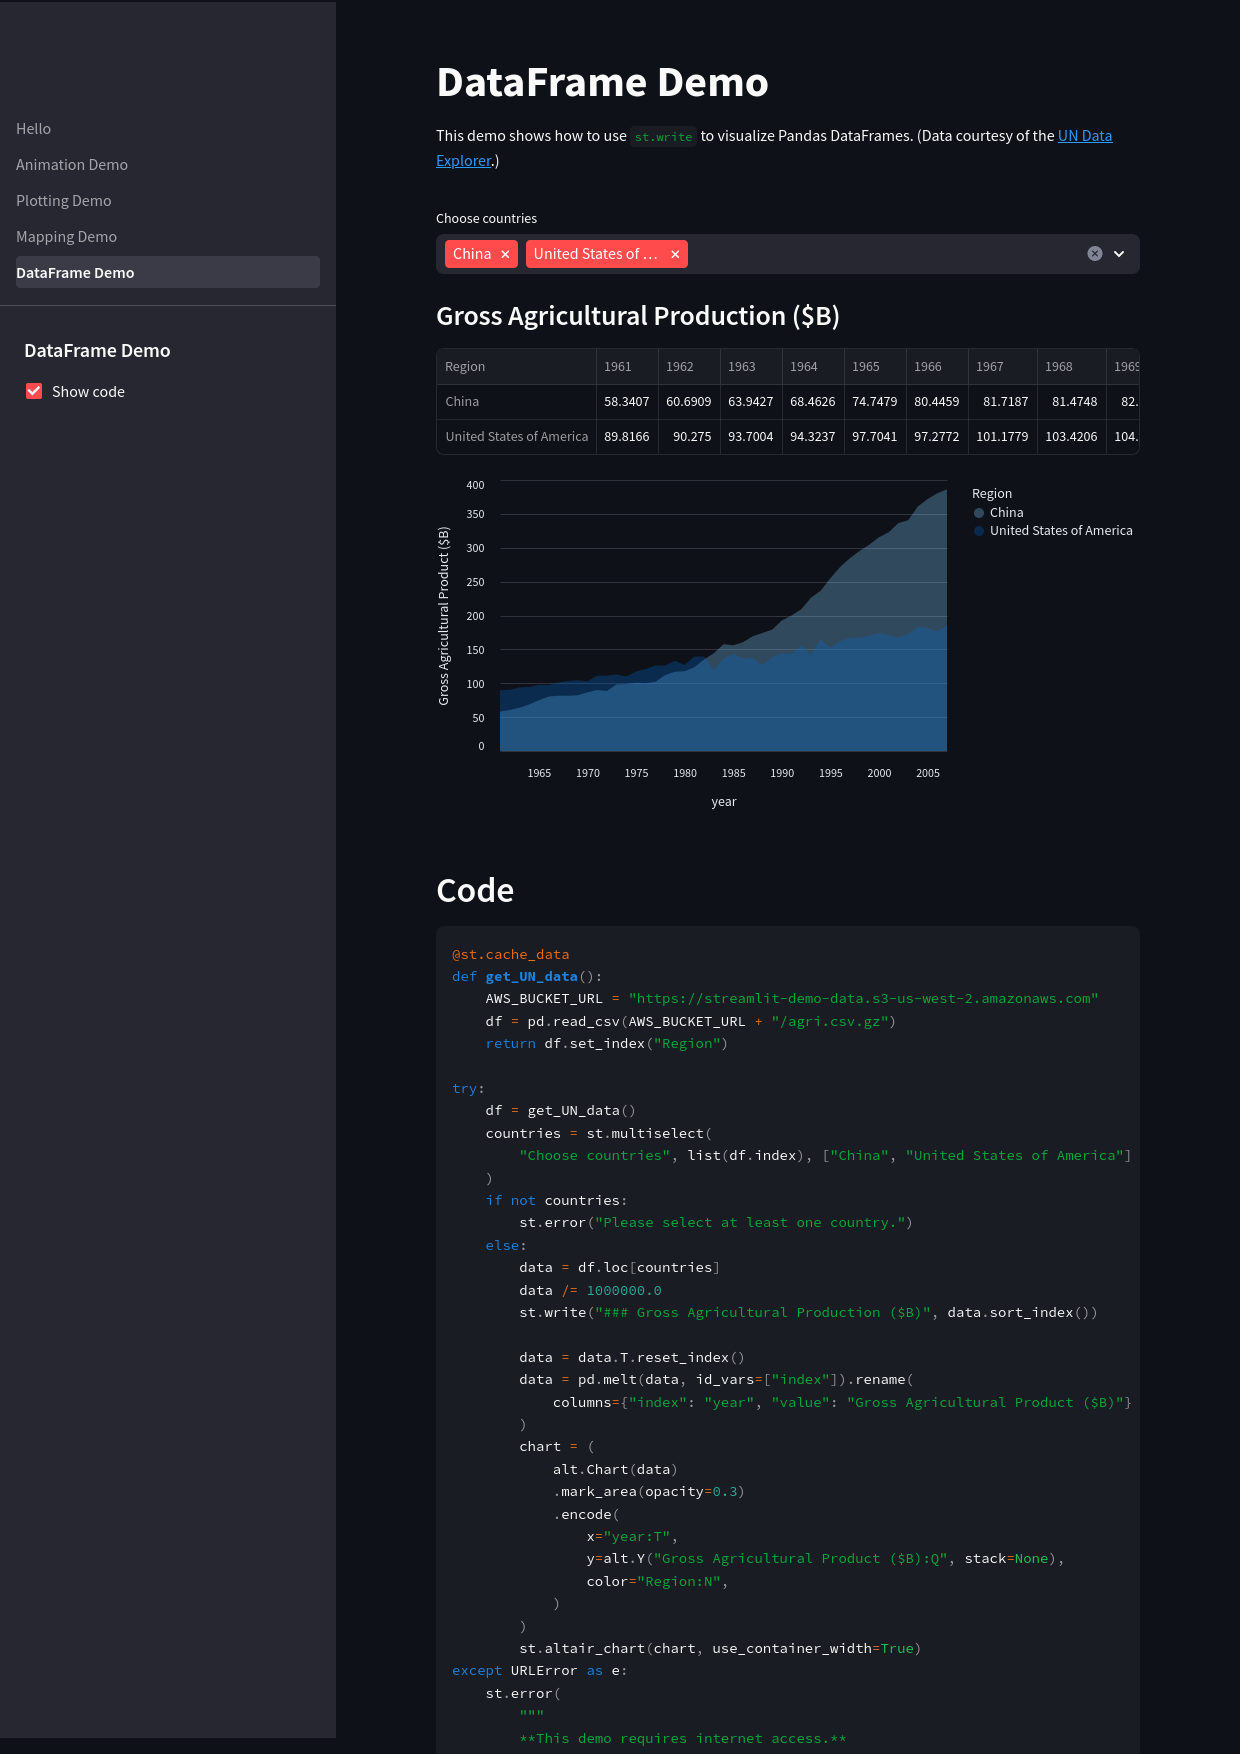 Hello
Animation Demo
Plotting Demo
Mapping Demo
DataFrame Demo
DataFrame Demo
Show code
DataFrame Demo
This demo shows how to use st.write to visualize Pandas DataFrames. (Data courtesy of the UN Data
Explorer.)
Choose countries
China
United States of …
Gross Agricultural Production ($B)
Region 1961 1962 1963 1964 1965 1966 1967 1968 1969
China 58.3407 60.6909 63.9427 68.4626 74.7479 80.4459 81.7187 81.4748 82.
United States of America 89.8166 90.275 93.7004 94.3237 97.7041 97.2772 101.1779 103.4206 104.
400
350
300
250
200
150
100
50
0
Gross Agricultural Product ($B)
1965 1970 1975 1980 1985 1990 1995 2000 2005
year
Region
China
United States of America
Code
@st.cache_data
def get_UN_data():
    AWS_BUCKET_URL = "https://streamlit-demo-data.s3-us-west-2.amazonaws.com"
    df = pd.read_csv(AWS_BUCKET_URL + "/agri.csv.gz")
    return df.set_index("Region")
try:
    df = get_UN_data()
    countries = st.multiselect(
        "Choose countries", list(df.index), ["China", "United States of America"]
    )
    if not countries:
        st.error("Please select at least one country.")
    else:
        data = df.loc[countries]
        data /= 1000000.0
        st.write("### Gross Agricultural Production ($B)", data.sort_index())
        data = data.T.reset_index()
        data = pd.melt(data, id_vars=["index"]).rename(
            columns={"index": "year", "value": "Gross Agricultural Product ($B)"}
        )
        chart = (
            alt.Chart(data)
            .mark_area(opacity=0.3)
            .encode(
                x="year:T",
                y=alt.Y("Gross Agricultural Product ($B):Q", stack=None),
                color="Region:N",
            )
        )
        st.altair_chart(chart, use_container_width=True)
except URLError as e:
    st.error(
        """
        **This demo requires internet access.**